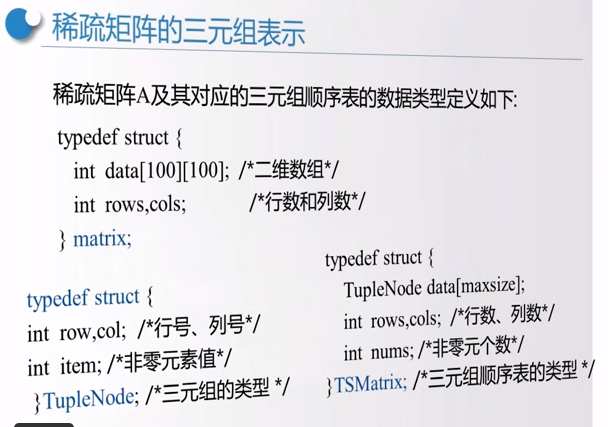 稀疏矩阵的三元组表示
稀疏矩阵A及其对应的三元组顺序表的数据类型定义如下:
typedef struct {
int data[100][100]; /*二维数组*/
int rows,cols; /*行数和列数*/
} matrix;
typedef struct {
int row,col; /*行号、列号*/
int item; /*非零元素值*/
}TupleNode; /*三元组的类型 */
typedef struct {
TupleNode data[maxsize];
int rows,cols; /*行数、列数*/
int nums; /*非零元个数*/
}TSMatrix; /*三元组顺序表的类型 */